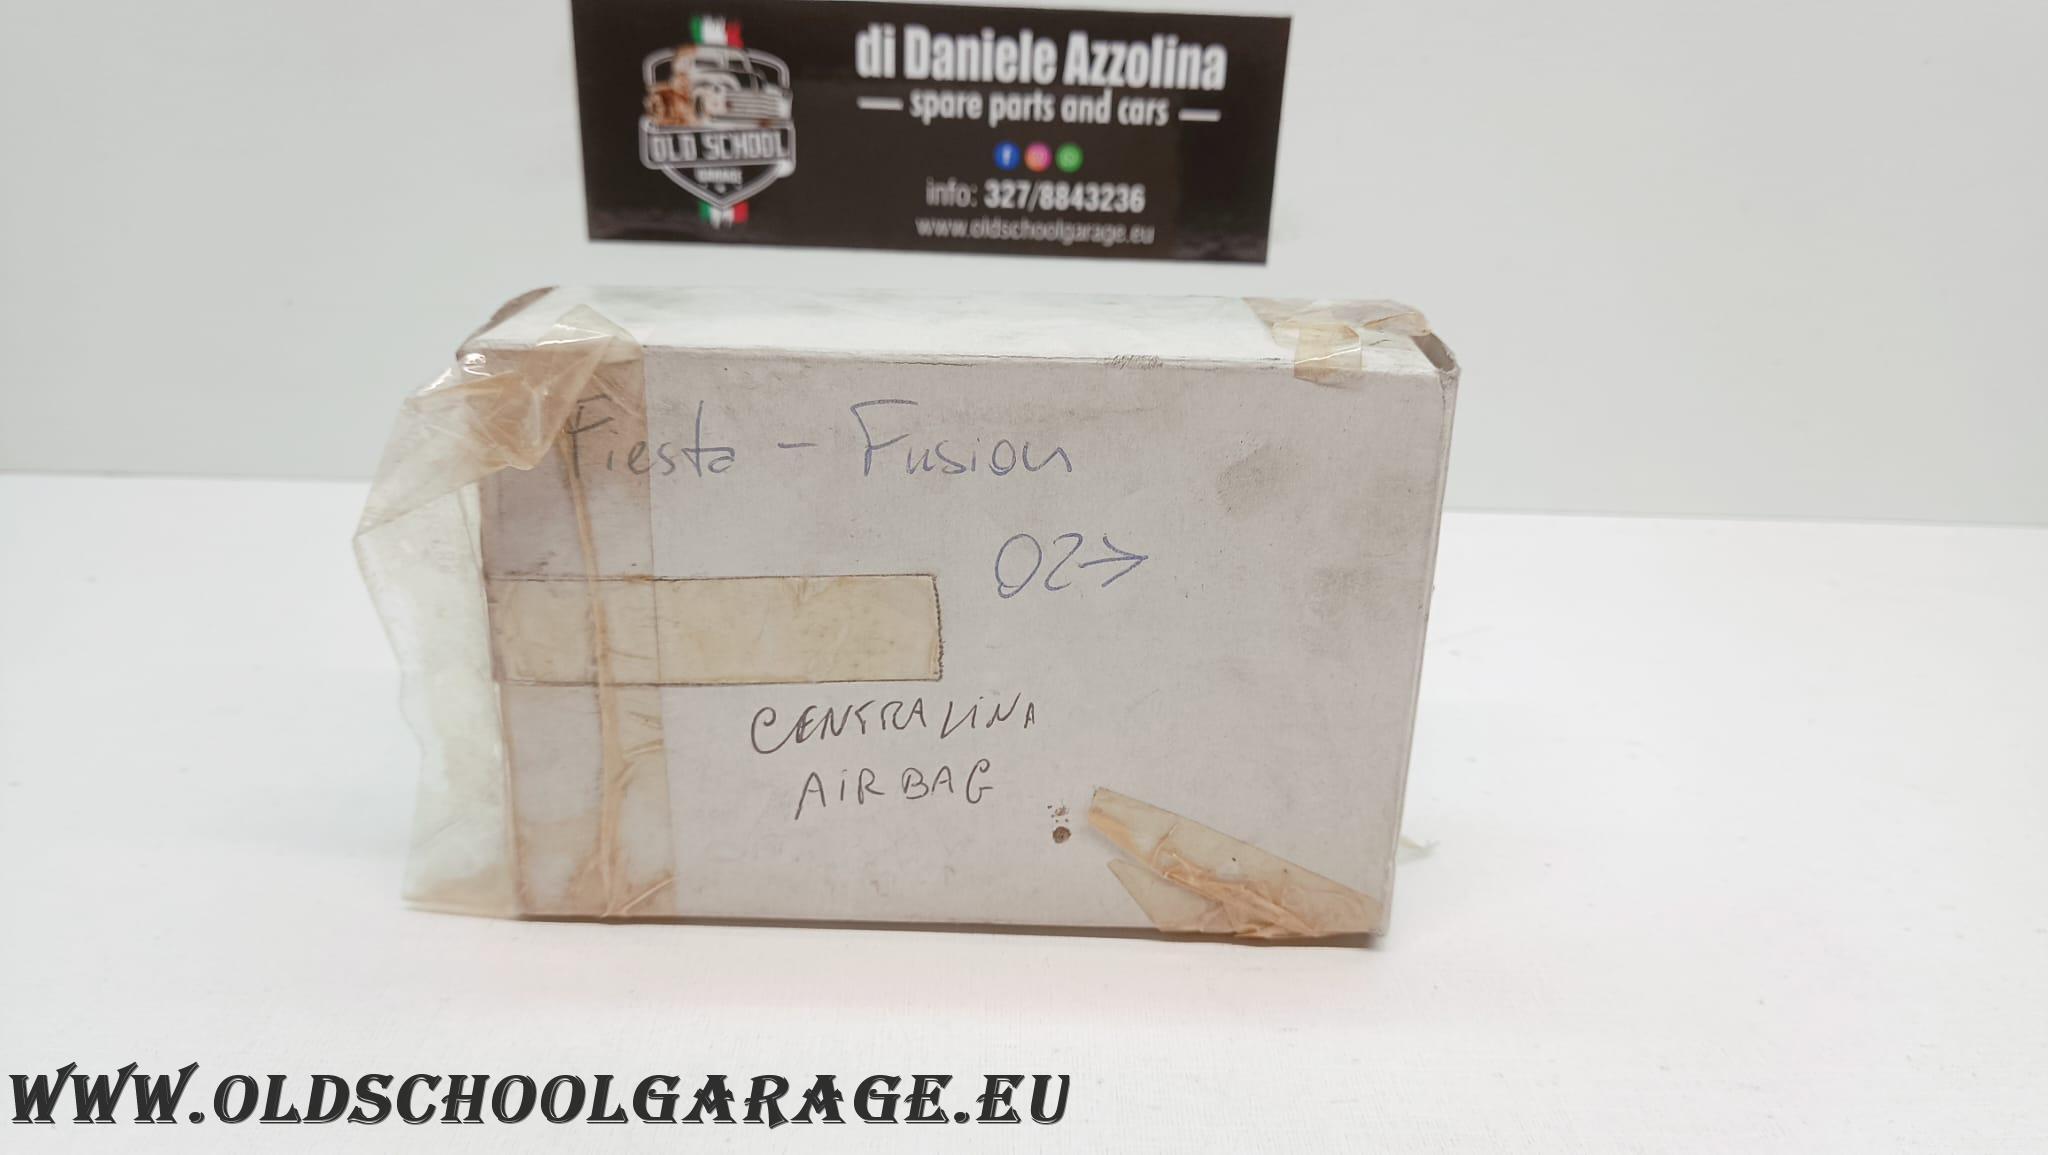 di Daniele Azzolina
— spare parts and cars —
OLD SCHOOL
GARAGE
info: 327/8843236
www.oldschoolgarage.eu
Fiesta - Fusion
02→
CENTRALiNA
AiRBAG
WWW.OLDSCHOOLGARAGE.EU